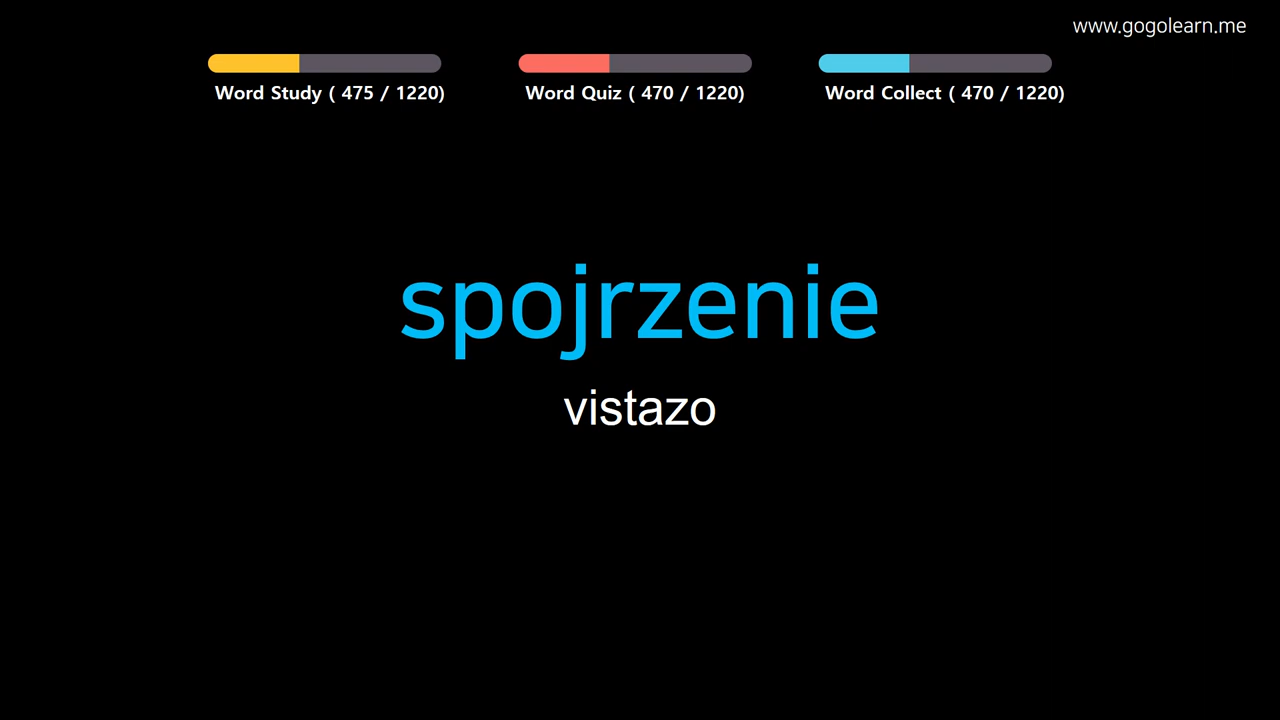 www.gogolearn.me
Word Study ( 475 / 1220)
Word Quiz ( 470 / 1220)
Word Collect ( 470 / 1220)
spojrzenie
vistazo